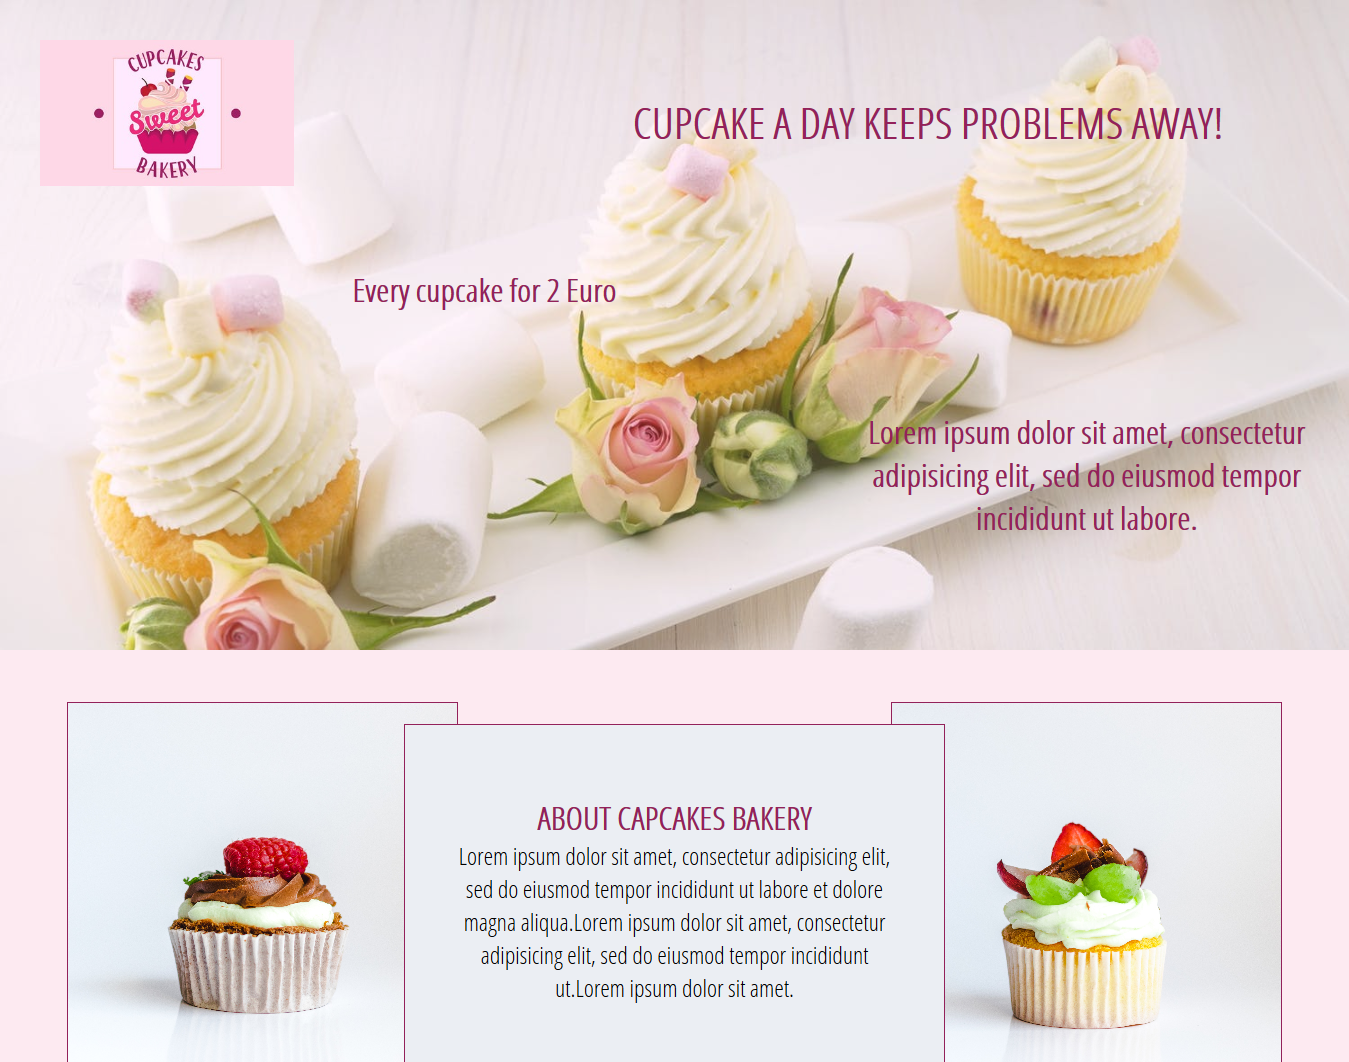 CUPCAKES
Sweet
BAKERY
CUPCAKE A DAY KEEPS PROBLEMS AWAY!
Every cupcake for 2 Euro
Lorem ipsum dolor sit amet, consectetur
adipisicing elit, sed do eiusmod tempor
incididunt ut labore.
ABOUT CAPCAKES BAKERY
Lorem ipsum dolor sit amet, consectetur adipisicing elit,
sed do eiusmod tempor incididunt ut labore et dolore
magna aliqua.Lorem ipsum dolor sit amet, consectetur
adipisicing elit, sed do eiusmod tempor incididunt
ut.Lorem ipsum dolor sit amet.